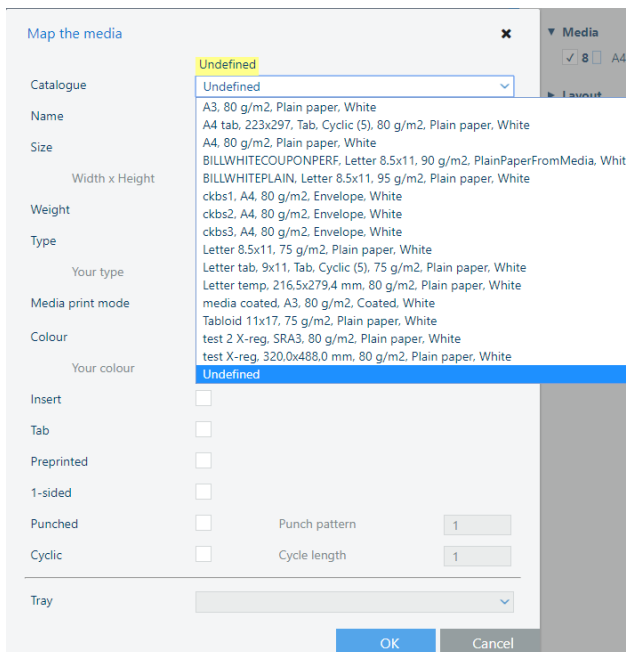 Map the media
Undefined
Catalogue
Undefined
A3, 80 g/m2, Plain paper, White
A4 tab, 223x297, Tab, Cyclic (5), 80 g/m2, Plain paper, White
A4, 80 g/m2, Plain paper, White
BILLWHITECOUPONPERF, Letter 8.5x11, 90 g/m2, PlainPaperFromMedia, Whit
BILLWHITEPLAIN, Letter 8.5x11, 95 g/m2, Plain paper, White
ckbs1, A4, 80 g/m2, Envelope, White
ckbs2, A4, 80 g/m2, Envelope, White
ckbs3, A4, 80 g/m2, Envelope, White
Letter 8.5x11, 75 g/m2, Plain paper, White
Letter tab, 9x11, Tab, Cyclic (5), 75 g/m2, Plain paper, White
Letter temp, 216,5x279,4 mm, 80 g/m2, Plain paper, White
media coated, A3, 80 g/m2, Coated, White
Tabloid 11x17, 75 g/m2, Plain paper, White
test 2 X-reg, SRA3, 80 g/m2, Plain paper, White
test X-reg, 320,0x488,0 mm, 80 g/m2, Plain paper, White
Undefined
Name
Size
Width x Height
Weight
Type
Your type
Media print mode
Colour
Your colour
Insert
Tab
Preprinted
1-sided
Punched Punch pattern 1
Cyclic Cycle length 1
Tray
OK Cancel
Media
8 A4
Layout